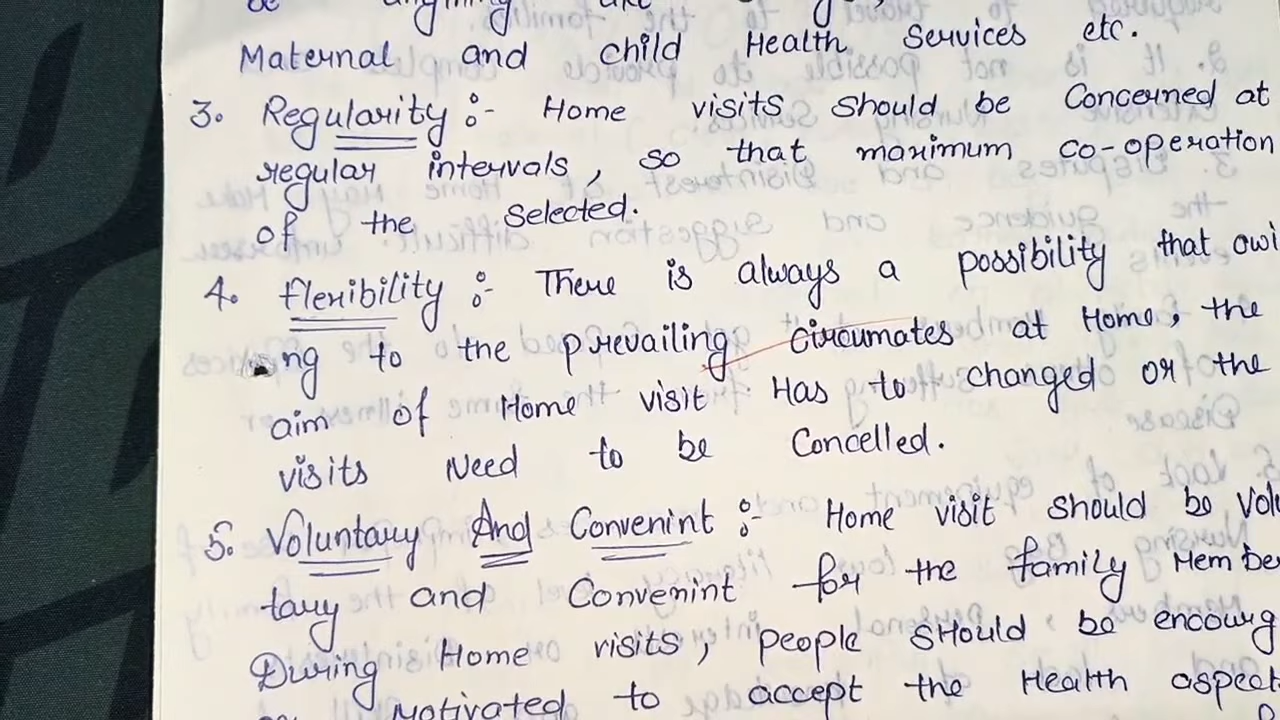 Maternal and child Health Services etc.
3. Regularity :- Home visits should be Concerned at
regular intervals, so that maximum co-operation
of the selected.
4. flexibility :- There is always a possibility that owi
ng to the prevailing circumates at Home, the
aim of Home visit Has to changed or the
visits Need to be Concelled.
5. Voluntary And Convenint :- Home visit should be Volu
tary and Convenint for the family Membe
During Home risits, people should be encourg
Motivated to accept the Health aspect